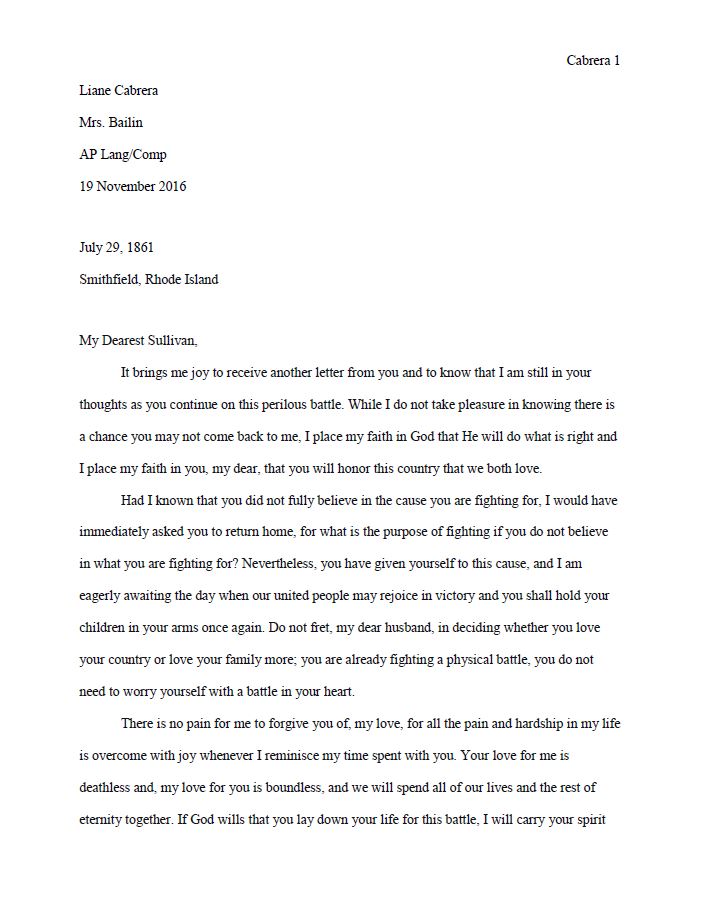 Cabrera 1
Liane Cabrera
Mrs. Bailin
AP Lang/Comp
19 November 2016
July 29, 1861
Smithfield, Rhode Island
My Dearest Sullivan,
It brings me joy to receive another letter from you and to know that I am still in your
thoughts as you continue on this perilous battle. While I do not take pleasure in knowing there is
a chance you may not come back to me, I place my faith in God that He will do what is right and
I place my faith in you, my dear, that you will honor this country that we both love.
Had I known that you did not fully believe in the cause you are fighting for, I would have
immediately asked you to return home, for what is the purpose of fighting if you do not believe
in what you are fighting for? Nevertheless, you have given yourself to this cause, and I am
eagerly awaiting the day when our united people may rejoice in victory and you shall hold your
children in your arms once again. Do not fret, my dear husband, in deciding whether you love
your country or love your family more; you are already fighting a physical battle, you do not
need to worry yourself with a battle in your heart.
There is no pain for me to forgive you of, my love, for all the pain and hardship in my life
is overcome with joy whenever I reminisce my time spent with you. Your love for me is
deathless and, my love for you is boundless, and we will spend all of our lives and the rest of
eternity together. If God wills that you lay down your life for this battle, I will carry your spirit